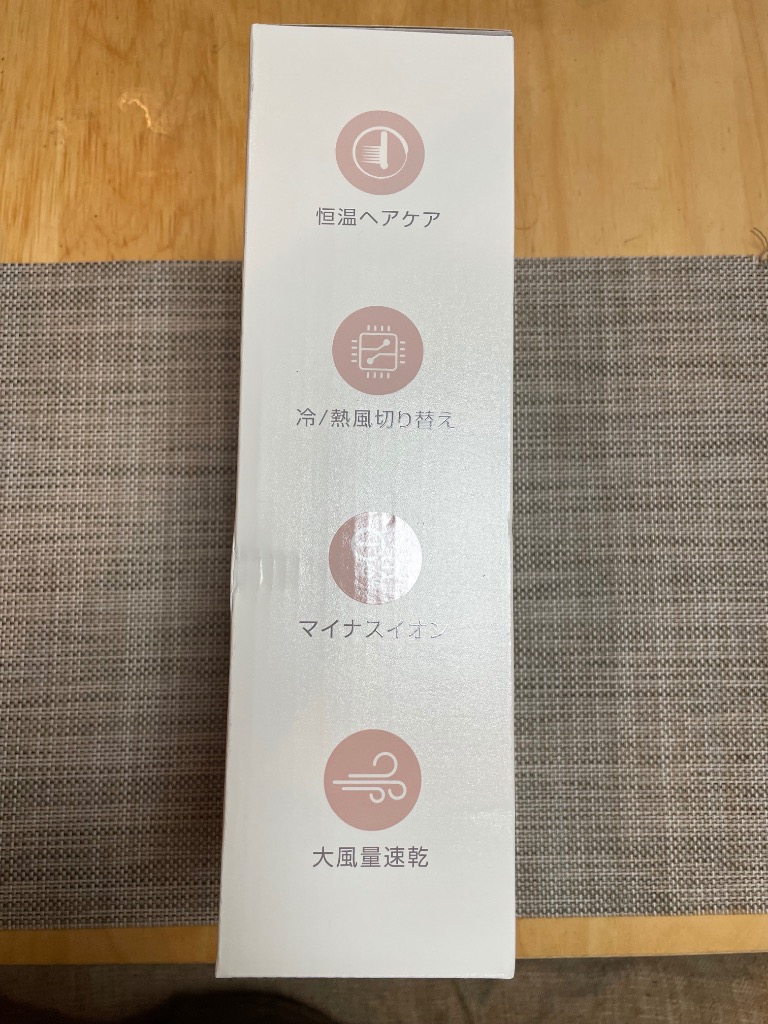 恒温ヘアケア
冷/熱風切り替え
マイナスイオン
大風量速乾